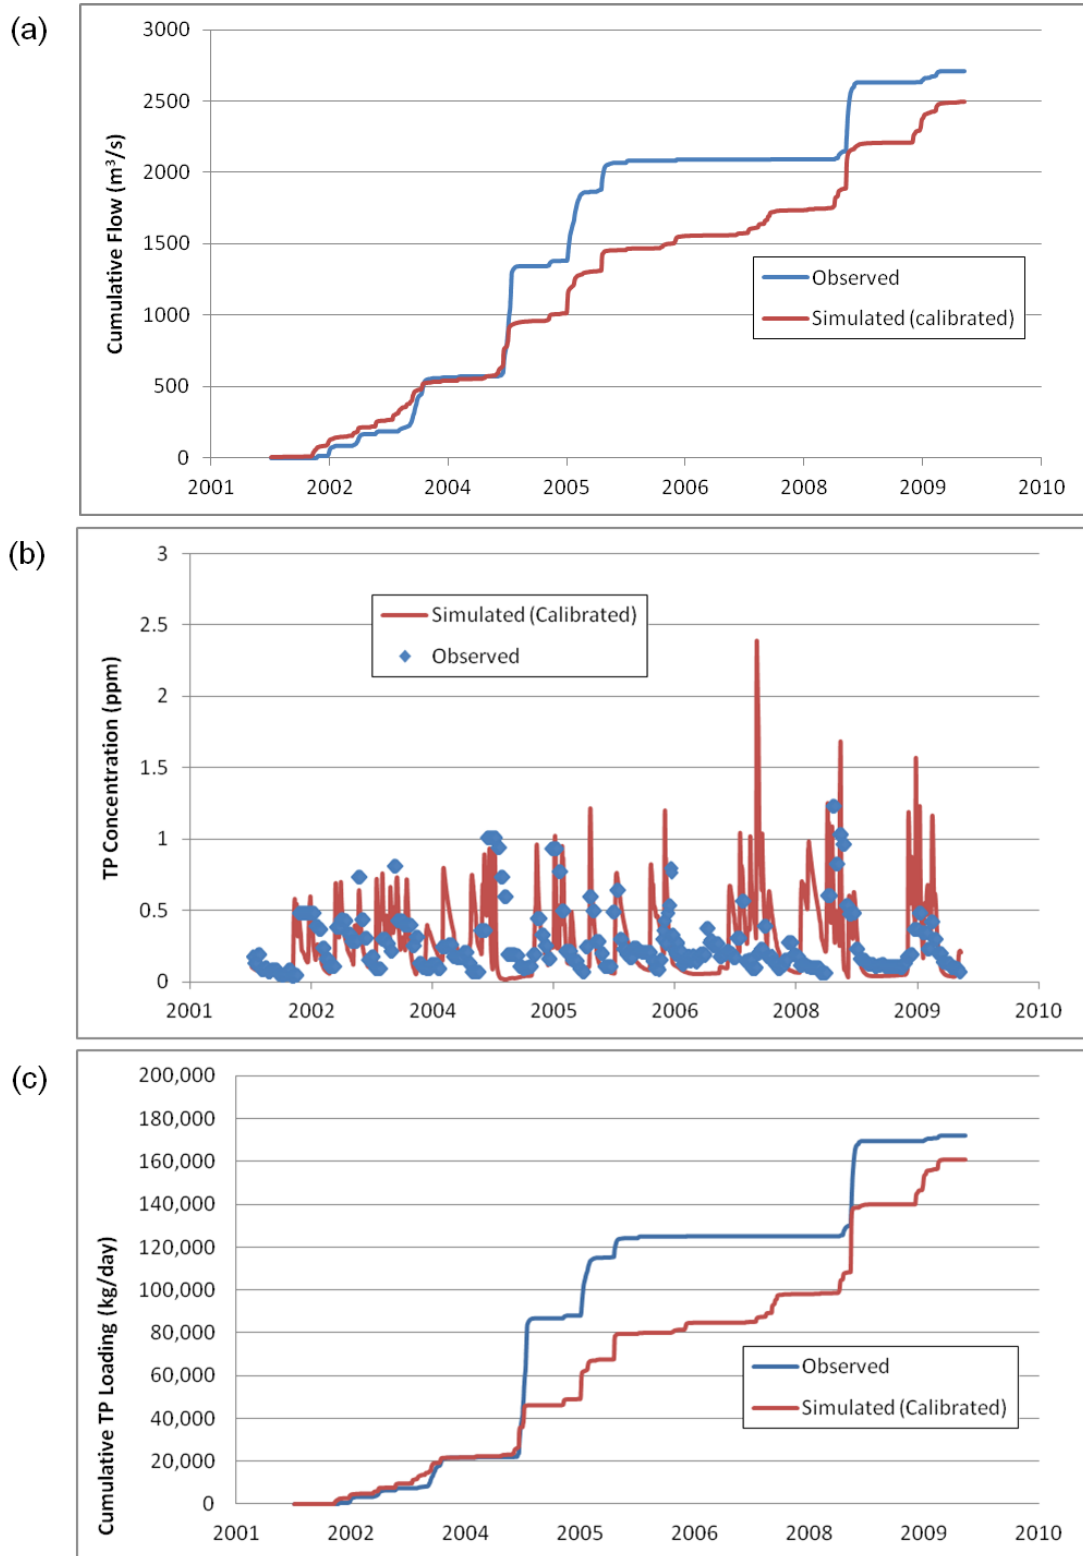 (a)
3000
2500
2000
1500
1000
500
0
Cumulative Flow (m³/s)
Observed
Simulated (calibrated)
2001 2002 2004 2005 2006 2008 2009 2010
(b)
3
2.5
2
1.5
1
0.5
0
TP Concentration (ppm)
Simulated (Calibrated)
Observed
2001 2002 2004 2005 2006 2008 2009 2010
(c)
200,000
180,000
160,000
140,000
120,000
100,000
80,000
60,000
40,000
20,000
0
Cumulative TP Loading (kg/day)
Observed
Simulated (Calibrated)
2001 2002 2004 2005 2006 2008 2009 2010